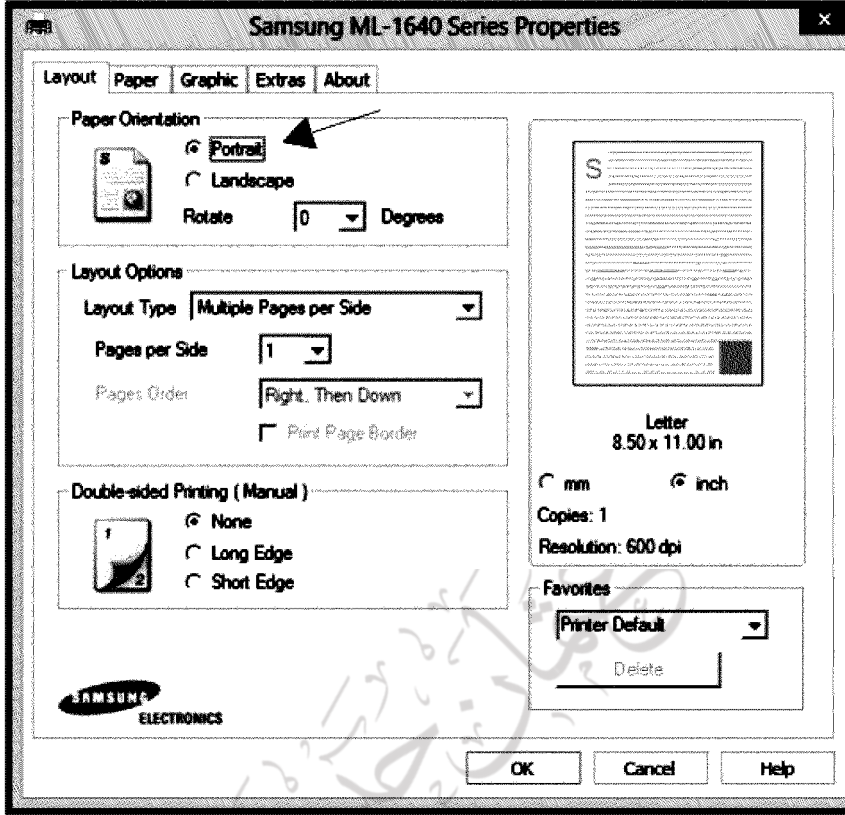 Samsung ML-1640 Series Properties
Layout Paper Graphic Extras About
Paper Orientation
S
Portrait
Landscape
Rotate 0 Degrees
Layout Options
Layout Type Multiple Pages per Side
Pages per Side 1
Pages Order Right, Then Down
Print Page Border
Double-sided Printing ( Manual )
1
2
None
Long Edge
Short Edge
SAMSUNG
ELECTRONICS
S
Letter
8.50 x 11.00 in
mm inch
Copies: 1
Resolution: 600 dpi
Favorites
Printer Default
Delete
OK Cancel Help